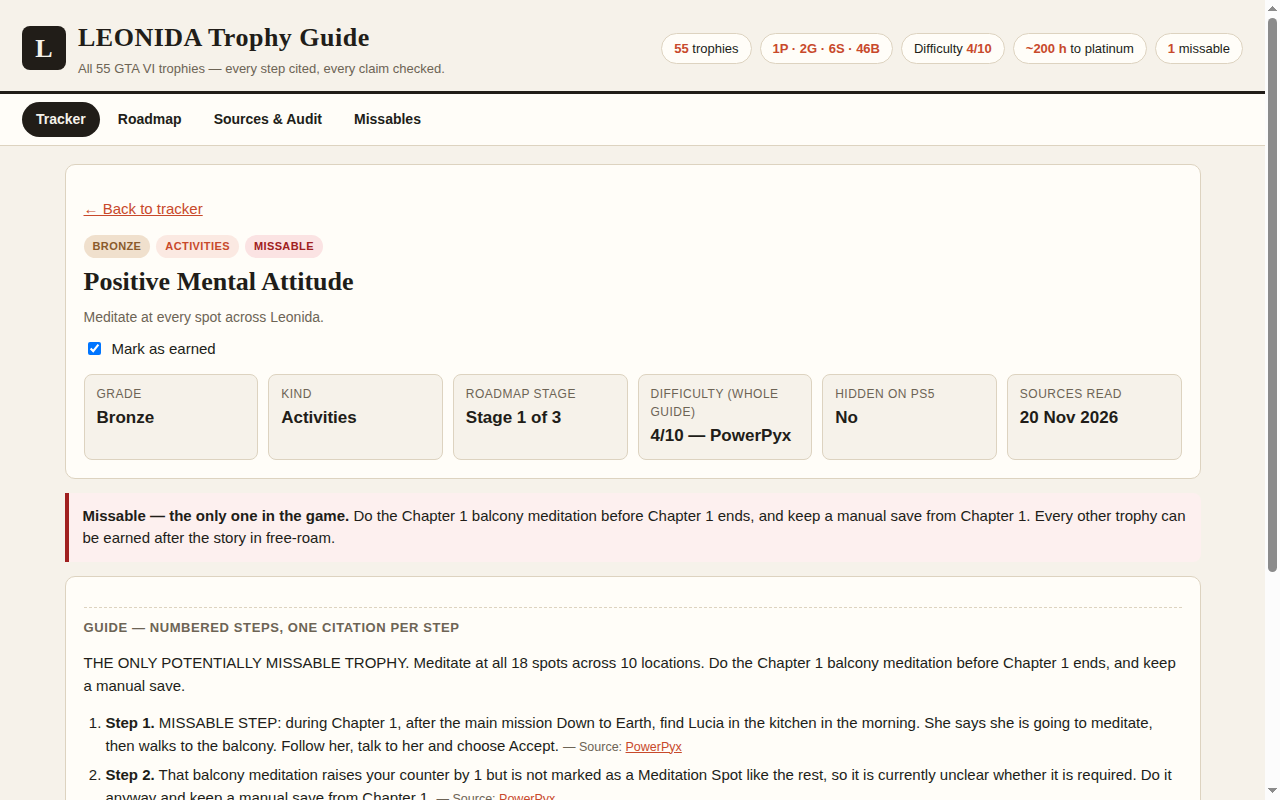 L
LEONIDA Trophy Guide
All 55 GTA VI trophies — every step cited, every claim checked.
55 trophies
1P · 2G · 6S · 46B
Difficulty 4/10
~200 h to platinum
1 missable
Tracker
Roadmap
Sources & Audit
Missables
← Back to tracker
BRONZE
ACTIVITIES
MISSABLE
Positive Mental Attitude
Meditate at every spot across Leonida.
Mark as earned
GRADE
Bronze
KIND
Activities
ROADMAP STAGE
Stage 1 of 3
DIFFICULTY (WHOLE
GUIDE)
4/10 — PowerPyx
HIDDEN ON PS5
No
SOURCES READ
20 Nov 2026
Missable — the only one in the game. Do the Chapter 1 balcony meditation before Chapter 1 ends, and keep a manual save from Chapter 1. Every other trophy can
be earned after the story in free-roam.
GUIDE — NUMBERED STEPS, ONE CITATION PER STEP
THE ONLY POTENTIALLY MISSABLE TROPHY. Meditate at all 18 spots across 10 locations. Do the Chapter 1 balcony meditation before Chapter 1 ends, and keep
a manual save.
1. Step 1. MISSABLE STEP: during Chapter 1, after the main mission Down to Earth, find Lucia in the kitchen in the morning. She says she is going to meditate,
then walks to the balcony. Follow her, talk to her and choose Accept. — Source: PowerPyx
2. Step 2. That balcony meditation raises your counter by 1 but is not marked as a Meditation Spot like the rest, so it is currently unclear whether it is required. Do it
anyway and keep a manual save from Chapter 1. — Source: PowerPyx